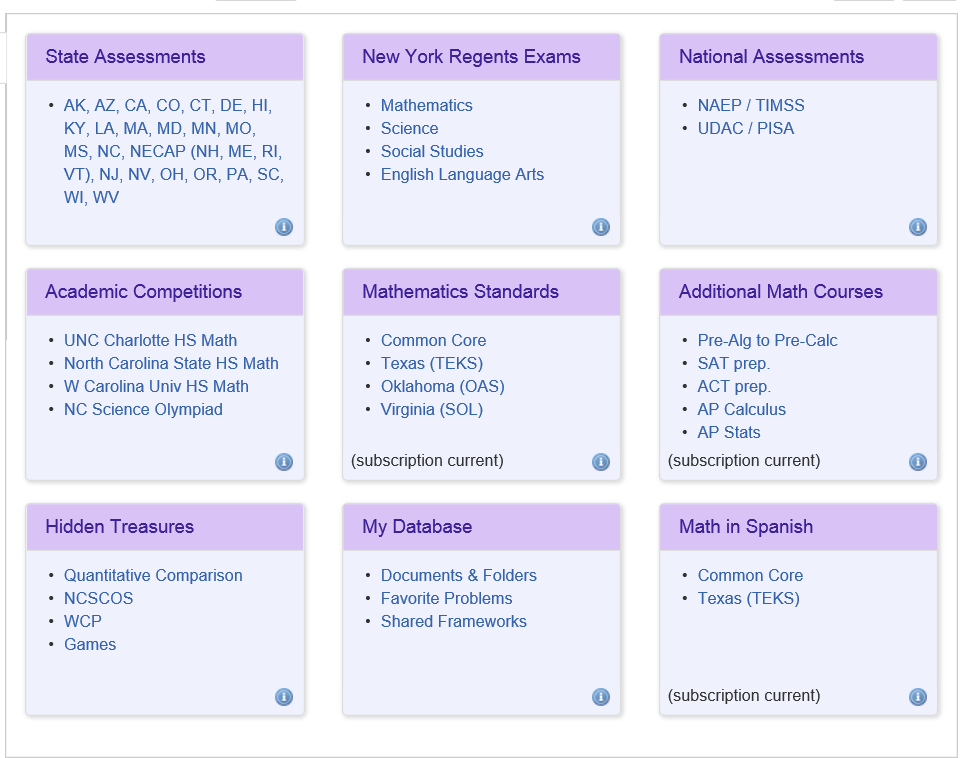 State Assessments
• AK, AZ, CA, CO, CT, DE, HI,
KY, LA, MA, MD, MN, MO,
MS, NC, NECAP (NH, ME, RI,
VT), NJ, NV, OH, OR, PA, SC,
WI, WV
New York Regents Exams
• Mathematics
• Science
• Social Studies
• English Language Arts
National Assessments
• NAEP / TIMSS
• UDAC / PISA
Academic Competitions
• UNC Charlotte HS Math
• North Carolina State HS Math
• W Carolina Univ HS Math
• NC Science Olympiad
Mathematics Standards
• Common Core
• Texas (TEKS)
• Oklahoma (OAS)
• Virginia (SOL)
(subscription current)
Additional Math Courses
• Pre-Alg to Pre-Calc
• SAT prep.
• ACT prep.
• AP Calculus
• AP Stats
(subscription current)
Hidden Treasures
• Quantitative Comparison
• NCSCOS
• WCP
• Games
My Database
• Documents & Folders
• Favorite Problems
• Shared Frameworks
Math in Spanish
• Common Core
• Texas (TEKS)
(subscription current)